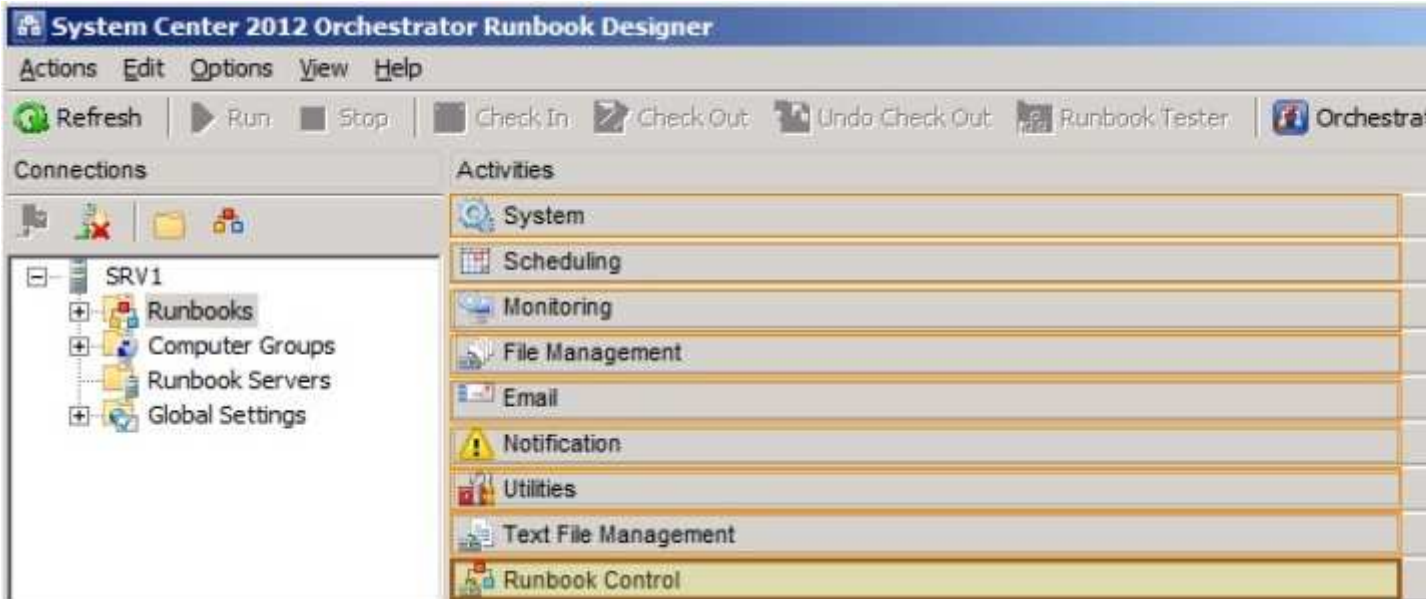 System Center 2012 Orchestrator Runbook Designer
Actions Edit Options View Help
Refresh Run Stop Check In Check Out Undo Check Out Runbook Tester Orchestrat
Connections
Activities
SRV1
Runbooks
Computer Groups
Runbook Servers
Global Settings
System
Scheduling
Monitoring
File Management
Email
Notification
Utilities
Text File Management
Runbook Control